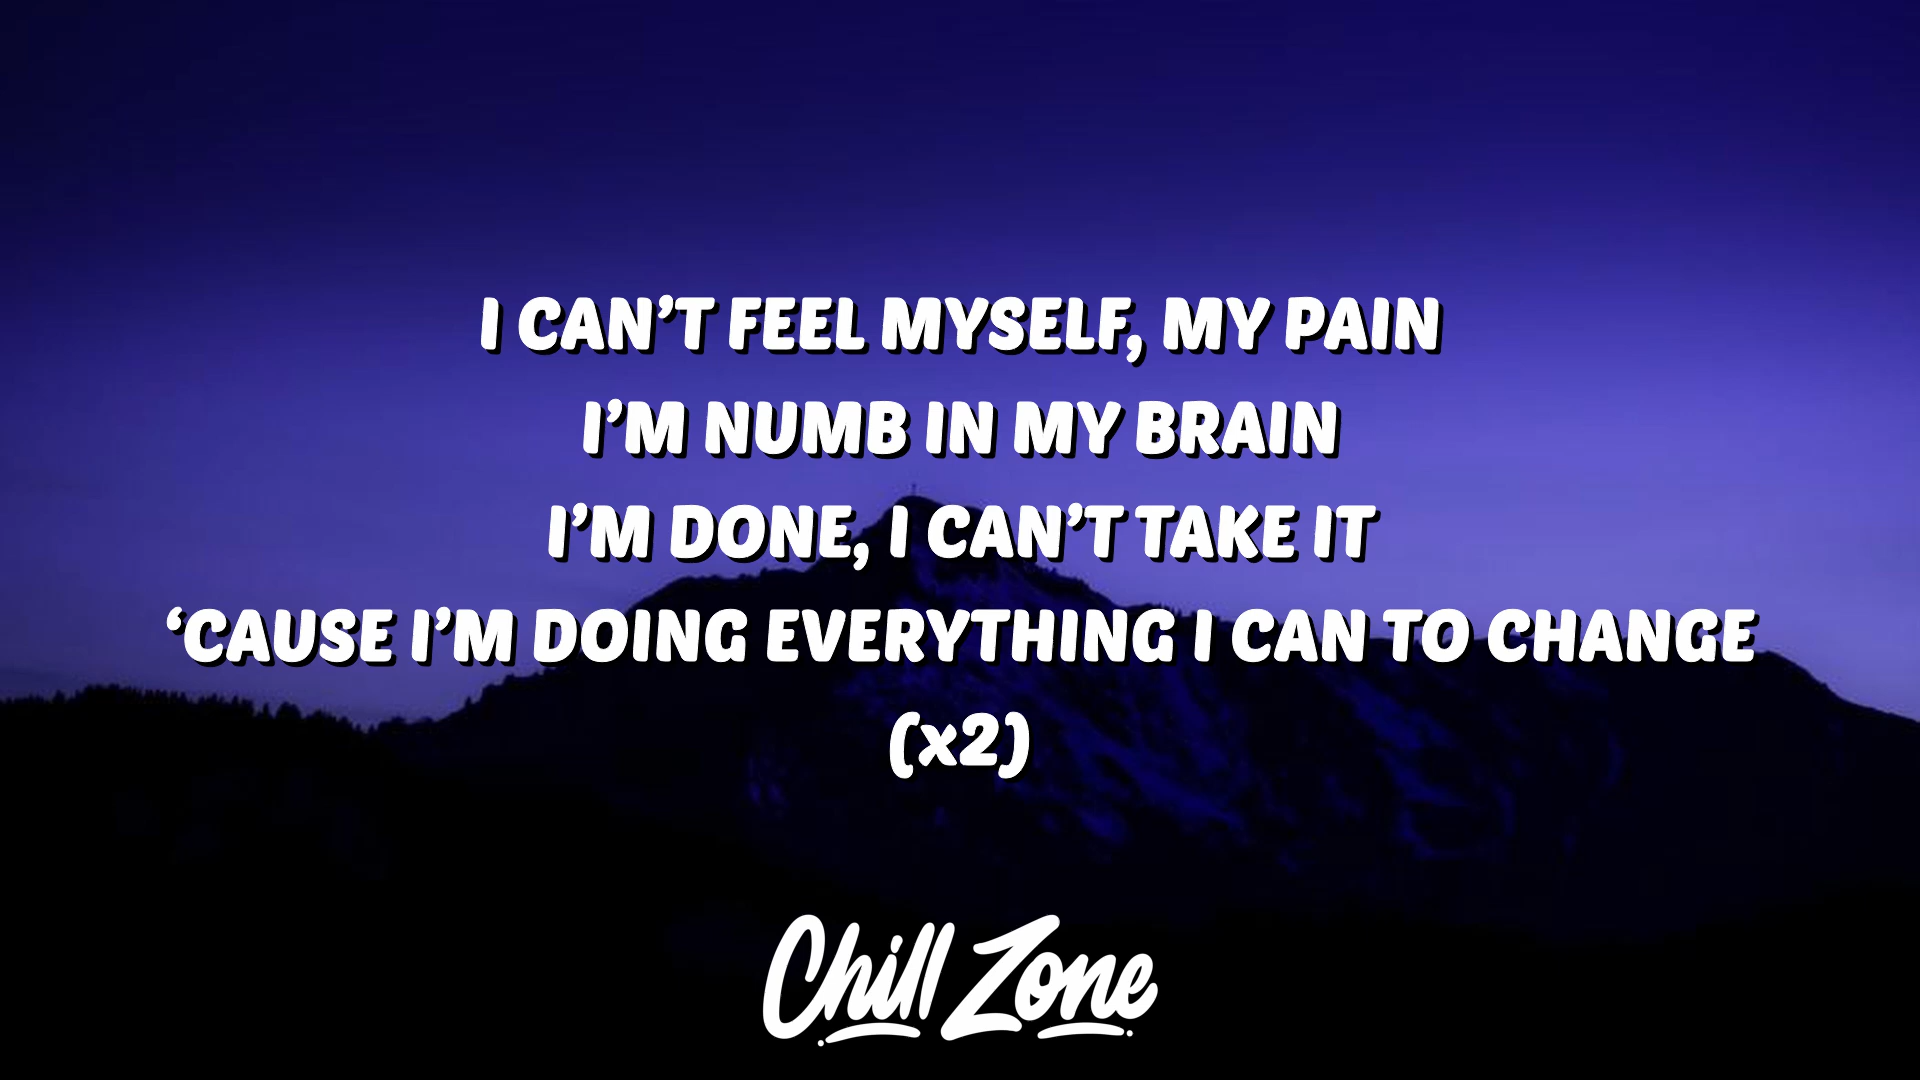 I CAN’T FEEL MYSELF, MY PAIN
I’M NUMB IN MY BRAIN
I’M DONE, I CAN’T TAKE IT
‘CAUSE I’M DOING EVERYTHING I CAN TO CHANGE
(x2)
Chill Zone